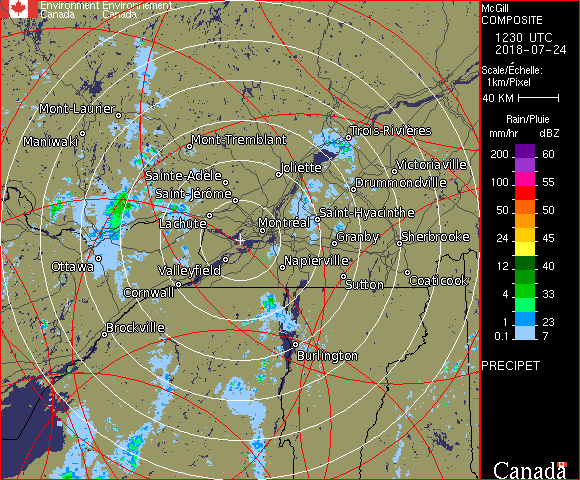 Environment Environnement
Canada Canada
McGill
COMPOSITE
1230 UTC
2018-07-24
Scale/Échelle:
1km/Pixel
40 KM
Rain/Pluie
mm/hr dBZ
200 60
155
100 55
50 50
24 45
12 40
4 33
1 23
0.1 7
PRECIPET
Canada
Mont-Laurier
Maniwaki
Mont-Tremblant
Trois-Rivières
Joliette
Victoriaville
Sainte-Adèle
Drummondville
Saint-Jérôme
Saint-Hyacinthe
Lachute
Montréal
Granby
Sherbrooke
Ottawa
Valleyfield
Napierville
Cornwall
Sutton
Coaticook
Brockville
Burlington